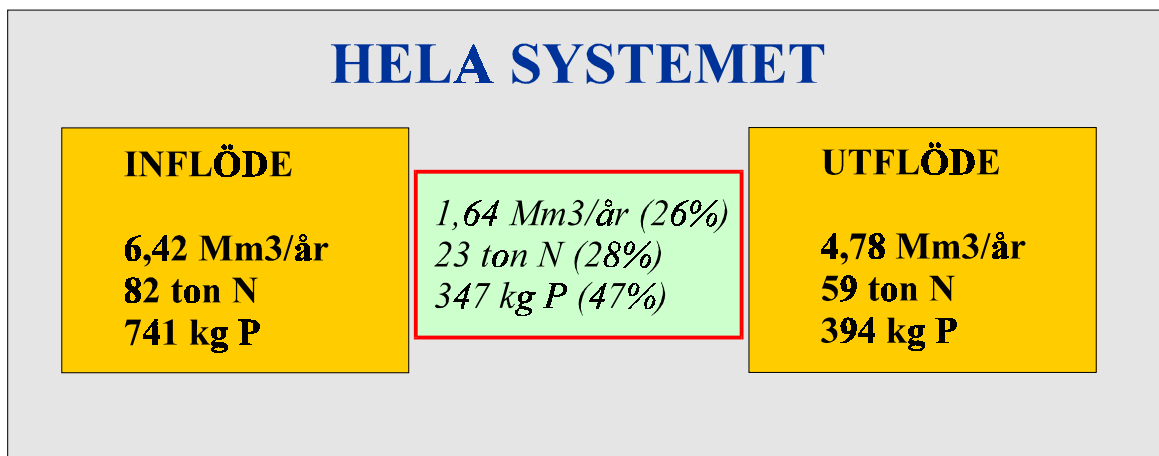 HELA SYSTEMET
INFLÖDE
6,42 Mm3/år
82 ton N
741 kg P
1,64 Mm3/år (26%)
23 ton N (28%)
347 kg P (47%)
UTFLÖDE
4,78 Mm3/år
59 ton N
394 kg P